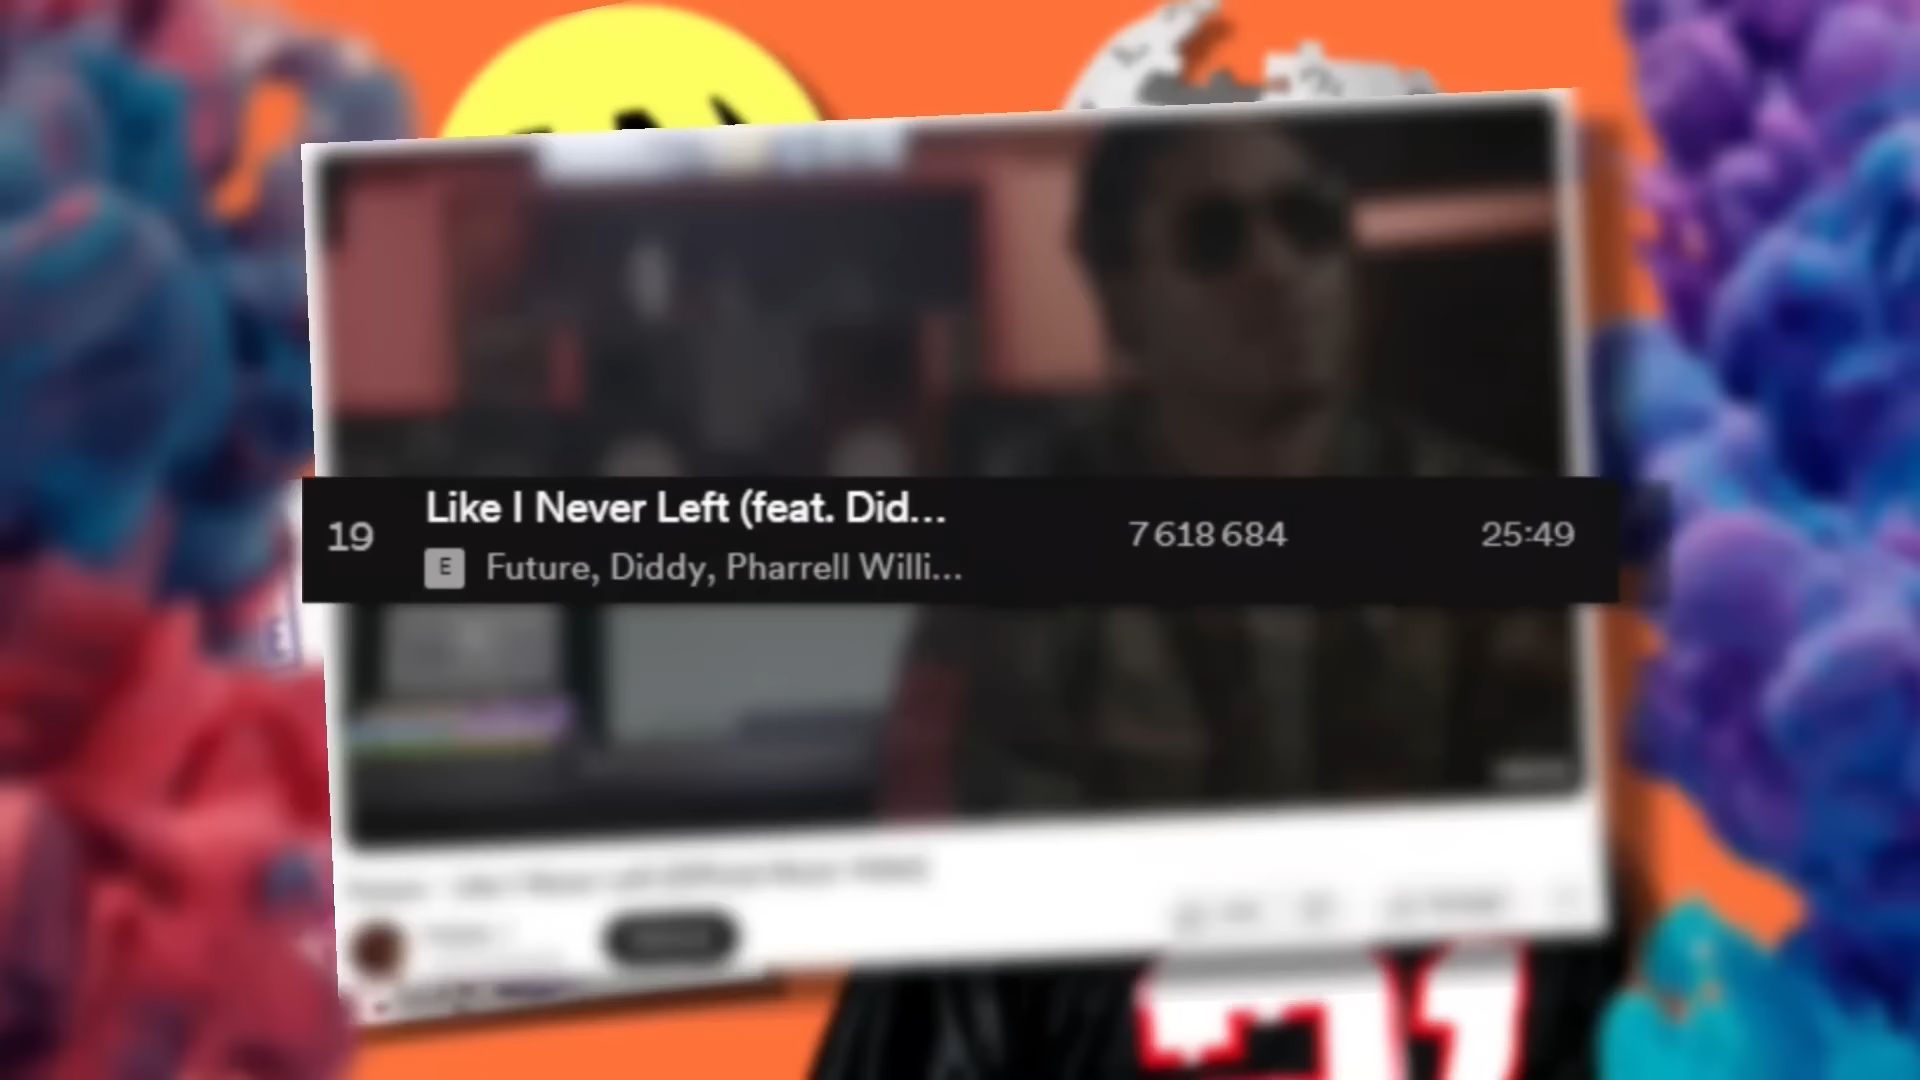 19
Like I Never Left (feat. Did...
7 618 684
25:49
E
Future, Diddy, Pharrell Willi...